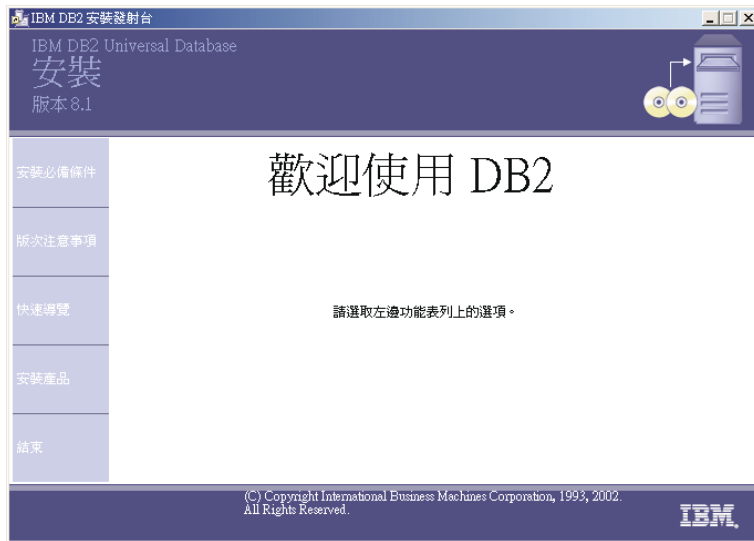 IBM DB2 安裝發射台
IBM DB2 Universal Database
安裝
版本 8.1
安裝必備條件
版次注意事項
快速導覽
安裝產品
結束
歡迎使用 DB2
請選取左邊功能表列上的選項。
(C) Copyright International Business Machines Corporation, 1993, 2002.
All Rights Reserved.
IBM.